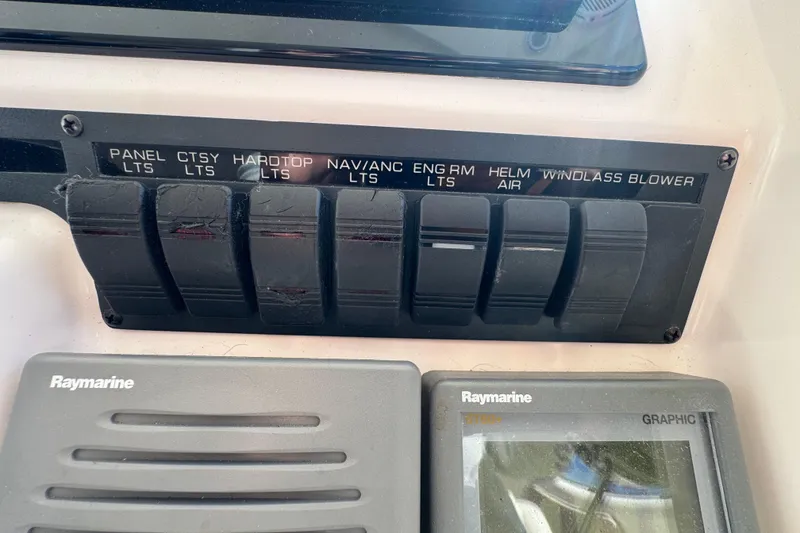 PANEL LTS
CTSY LTS
HARDTOP LTS
NAV/ANC LTS
ENG RM LTS
HELM AIR
WINDLASS
BLOWER
Raymarine
Raymarine
GRAPHIC